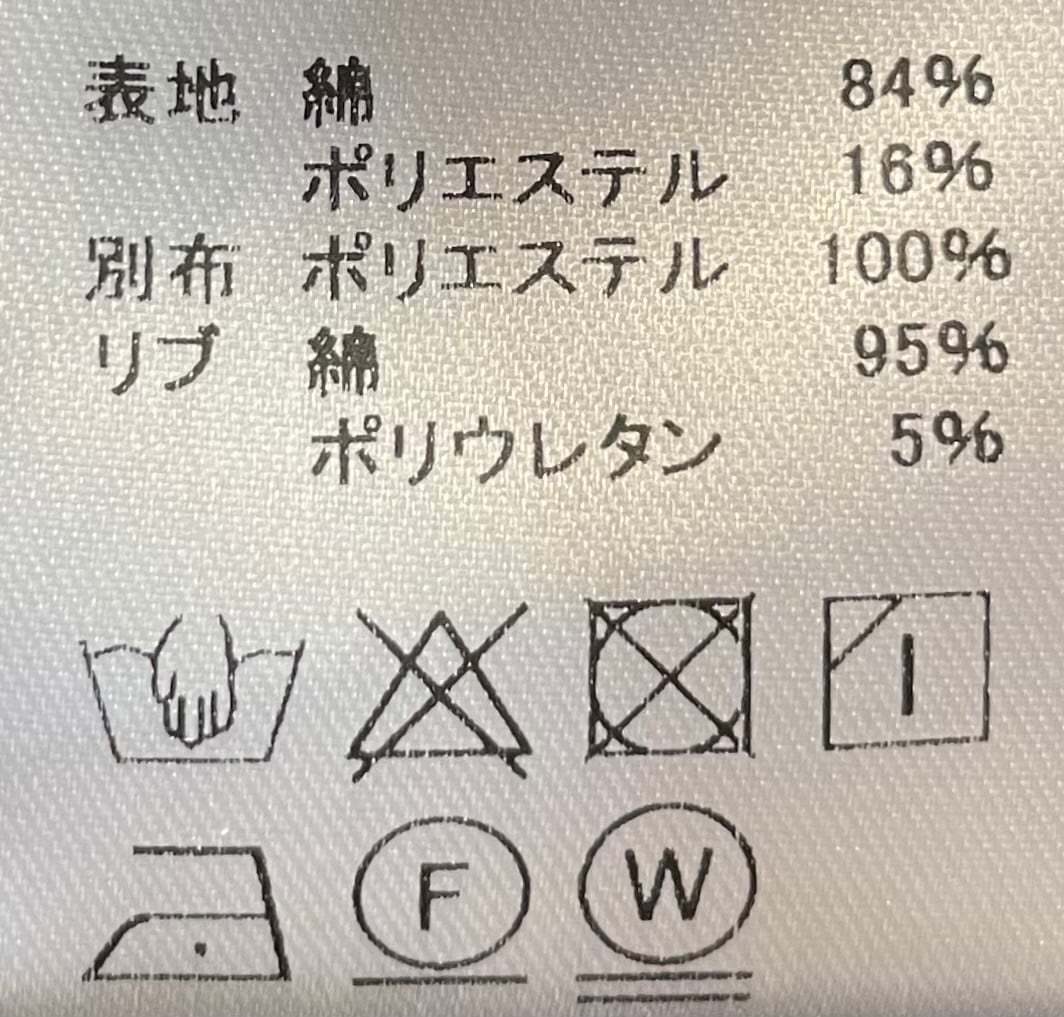 表地 綿 84%
ポリエステル 16%
別布 ポリエステル 100%
リブ 綿 95%
ポリウレタン 5%
F W